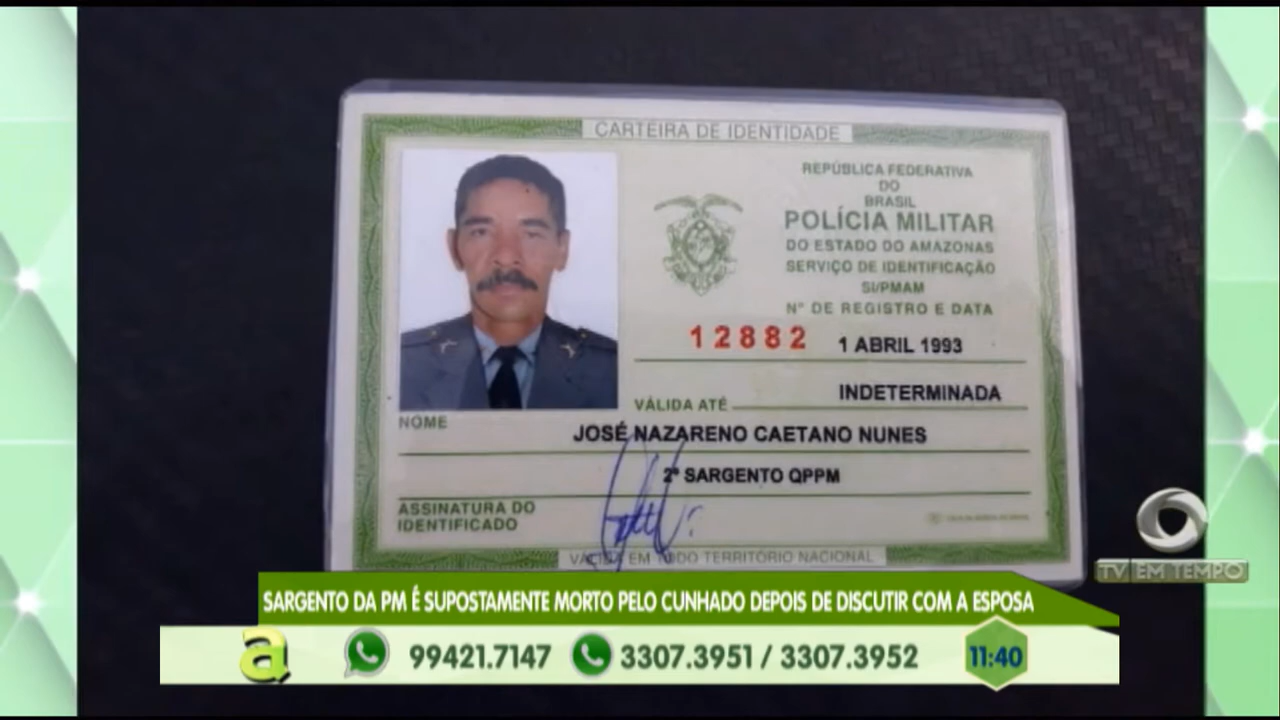 CARTEIRA DE IDENTIDADE
REPÚBLICA FEDERATIVA
DO
BRASIL
POLÍCIA MILITAR
DO ESTADO DO AMAZONAS
SERVIÇO DE IDENTIFICAÇÃO
SI/PMAM
Nº DE REGISTRO E DATA
12882 1 ABRIL 1993
VÁLIDA ATÉ INDETERMINADA
NOME
JOSÉ NAZARENO CAETANO NUNES
2º SARGENTO QPPM
ASSINATURA DO
IDENTIFICADO
VÁLIDA EM TODO TERRITÓRIO NACIONAL
TV EM TEMPO
SARGENTO DA PM É SUPOSTAMENTE MORTO PELO CUNHADO DEPOIS DE DISCUTIR COM A ESPOSA
a 99421.7147 3307.3951 / 3307.3952 11:40